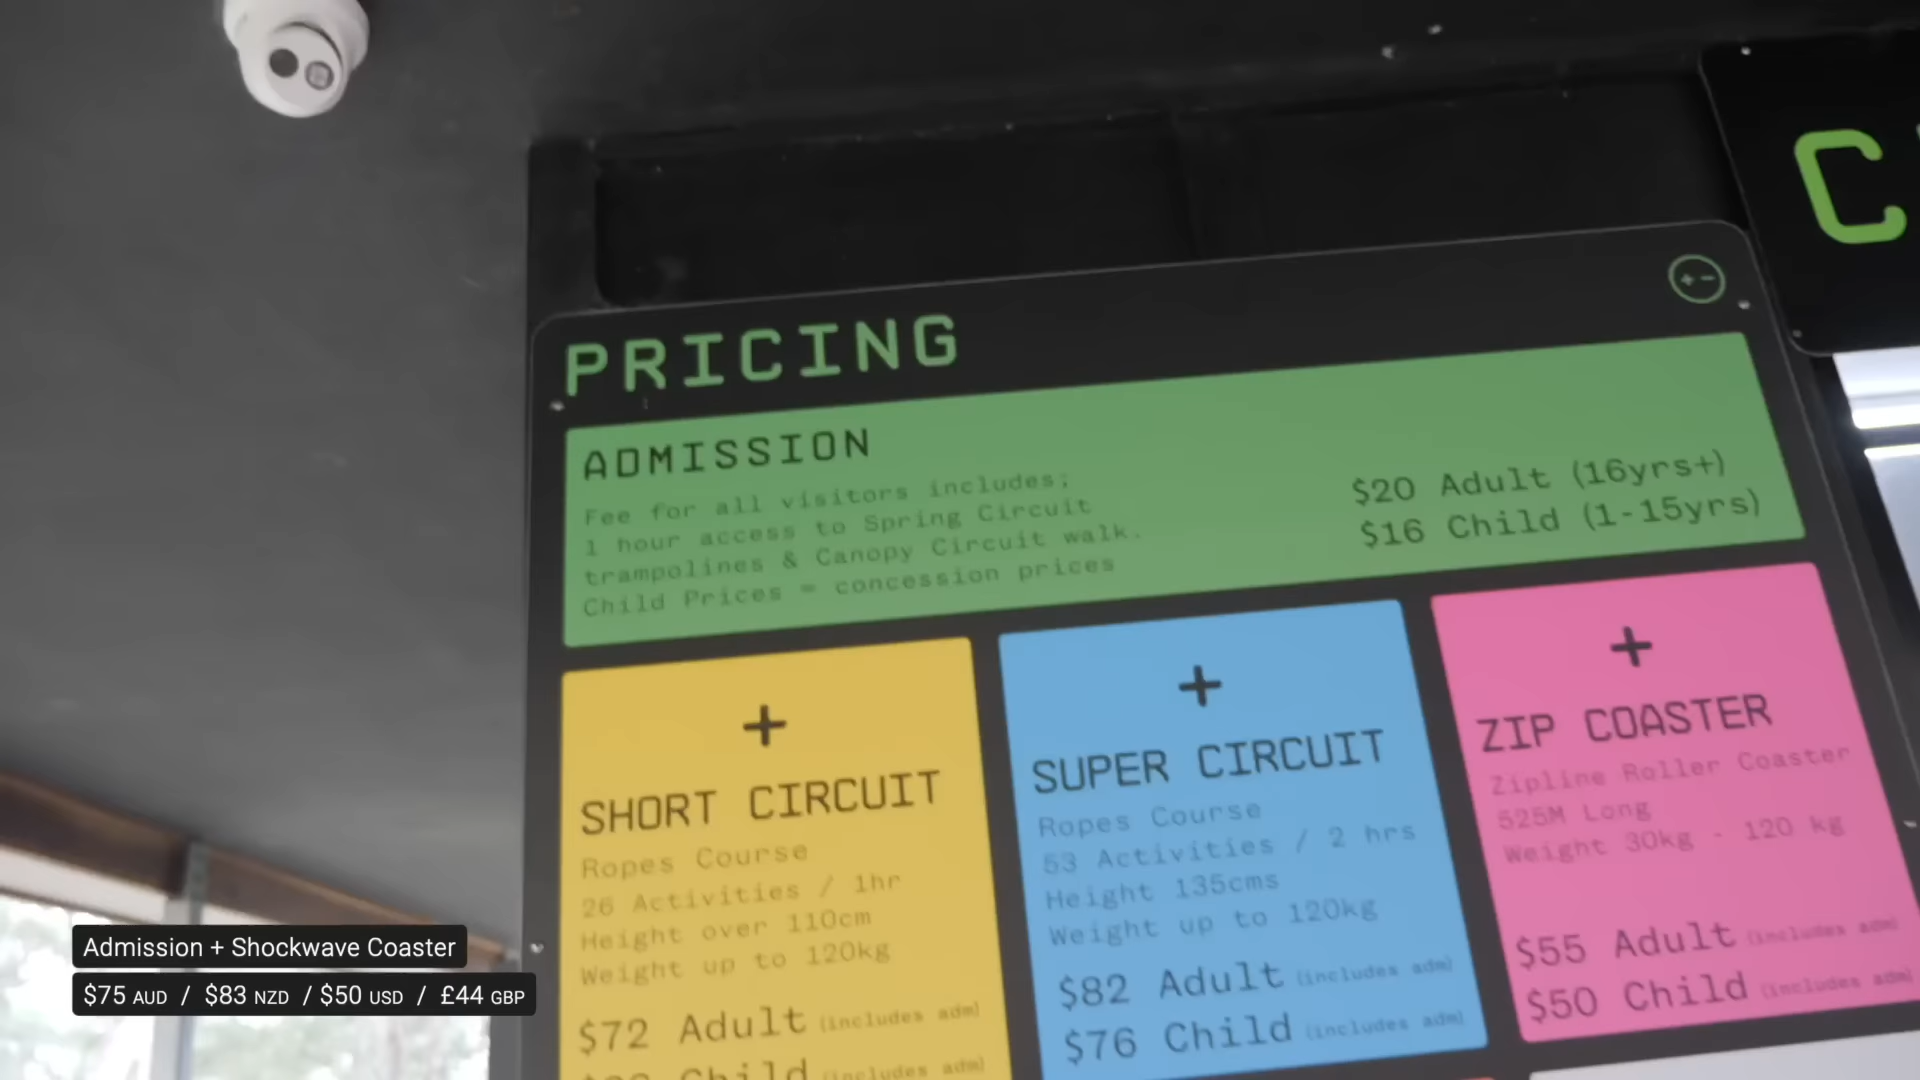 C
PRICING
ADMISSION
Fee for all visitors includes;
1 hour access to Spring Circuit
trampolines & Canopy Circuit walk.
Child Prices = concession prices
$20 Adult (16yrs+)
$16 Child (1-15yrs)
+
SHORT CIRCUIT
Ropes Course
26 Activities / 1hr
Height over 110cm
Weight up to 120kg
$72 Adult (includes adm)
Child (includes adm)
+
SUPER CIRCUIT
Ropes Course
53 Activities / 2 hrs
Height 135cms
Weight up to 120kg
$82 Adult (includes adm)
$76 Child (includes adm)
+
ZIP COASTER
Zipline Roller Coaster
525M Long
Weight 30kg - 120 kg
$55 Adult (includes adm)
$50 Child (includes adm)
Admission + Shockwave Coaster
$75 AUD / $83 NZD / $50 USD / £44 GBP